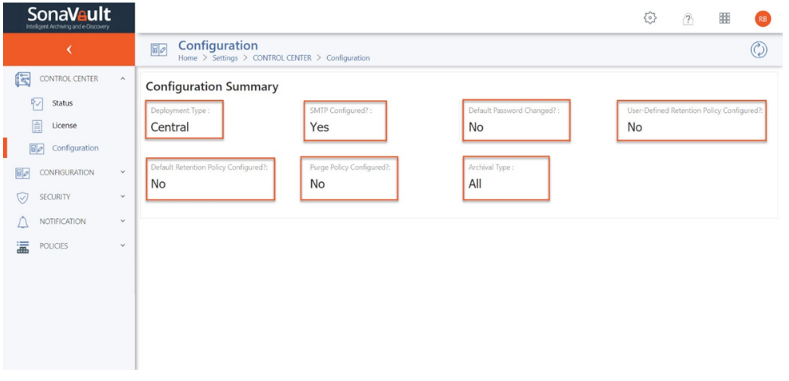 SonaVault
Intelligent Archiving and e-Discovery
RB
Configuration
Home > Settings > CONTROL CENTER > Configuration
CONTROL CENTER
Status
License
Configuration
CONFIGURATION
SECURITY
NOTIFICATION
POLICIES
Configuration Summary
Deployment Type :
Central
SMTP Configured? :
Yes
Default Password Changed? :
No
User-Defined Retention Policy Configured?:
No
Default Retention Policy Configured?:
No
Purge Policy Configured?:
No
Archival Type :
All